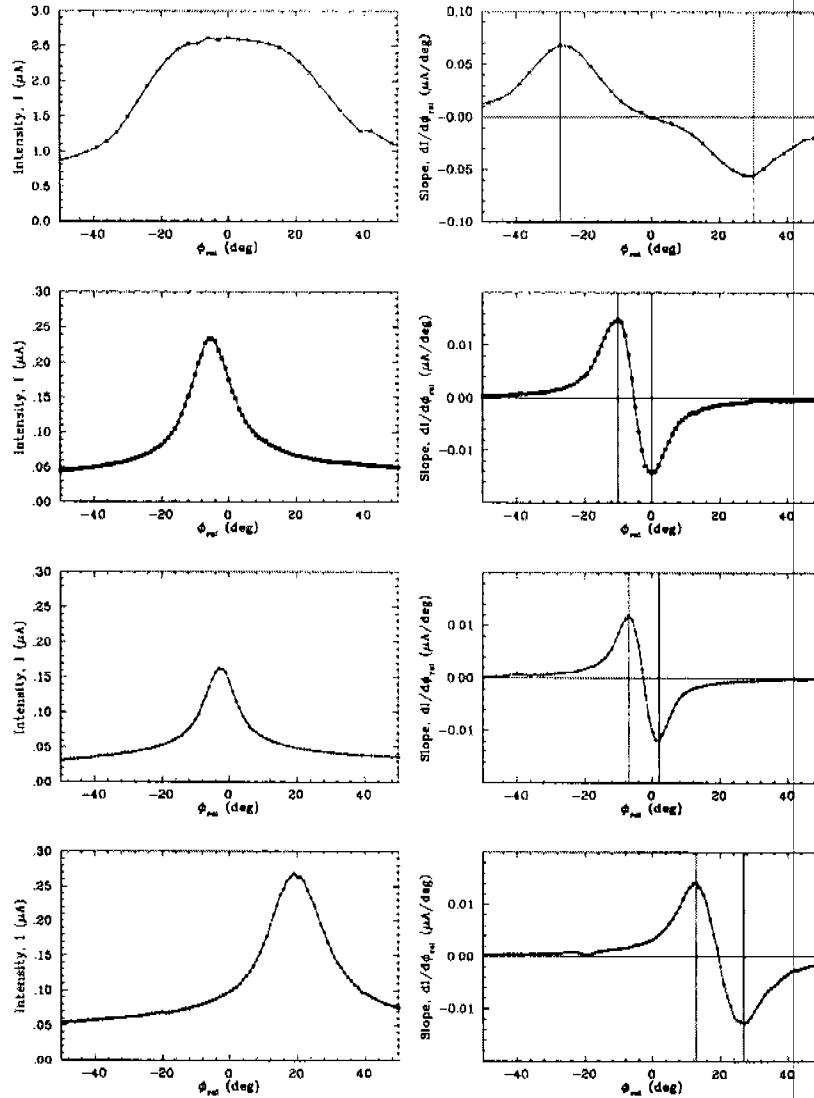 3.0
2.5
2.0
1.5
1.0
0.5
0.0
Intensity, I (μA)
-40 -20 0 20 40
ϕrel (deg)
0.10
0.05
-0.00
-0.05
-0.10
Slope, dI/dϕrel (μA/deg)
-40 -20 0 20 40
ϕrel (deg)
.30
.25
.20
.15
.10
.05
.00
Intensity, I (μA)
-40 -20 0 20 40
ϕrel (deg)
0.01
0.00
-0.01
Slope, dI/dϕrel (μA/deg)
-40 -20 0 20 40
ϕrel (deg)
.30
.25
.20
.15
.10
.05
.00
Intensity, I (μA)
-40 -20 0 20 40
ϕrel (deg)
0.01
0.00
-0.01
Slope, dI/dϕrel (μA/deg)
-40 -20 0 20 40
ϕrel (deg)
.30
.25
.20
.15
.10
.05
.00
Intensity, I (μA)
-40 -20 0 20 40
ϕrel (deg)
0.01
0.00
-0.01
Slope, dI/dϕrel (μA/deg)
-40 -20 0 20 40
ϕrel (deg)